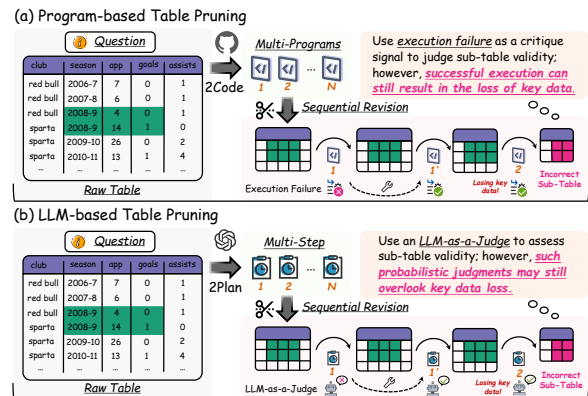 (a) Program-based Table Pruning
Question
club season app goals assists
red bull 2006-7 7 0 1
red bull 2007-8 6 0 1
red bull 2008-9 4 0 1
sparta 2008-9 14 1 0
sparta 2009-10 26 0 2
sparta 2010-11 13 1 4
... ... ... ... ...
Raw Table
2Code
Multi-Programs
</> </> ... </>
1 2 N
Use execution failure as a critique
signal to judge sub-table validity;
however, successful execution can
still result in the loss of key data.
Sequential Revision
</> </> </>
1 1' 2
Execution Failure
Losing key
data!
Incorrect
Sub-Table
(b) LLM-based Table Pruning
Question
club season app goals assists
red bull 2006-7 7 0 1
red bull 2007-8 6 0 1
red bull 2008-9 4 0 1
sparta 2008-9 14 1 0
sparta 2009-10 26 0 2
sparta 2010-11 13 1 4
... ... ... ... ...
Raw Table
2Plan
Multi-Step
...
1 2 N
Use an LLM-as-a-Judge to assess
sub-table validity; however, such
probabilistic judgments may still
overlook key data loss.
Sequential Revision
1 1' 2
LLM-as-a-Judge
Losing key
data!
Incorrect
Sub-Table